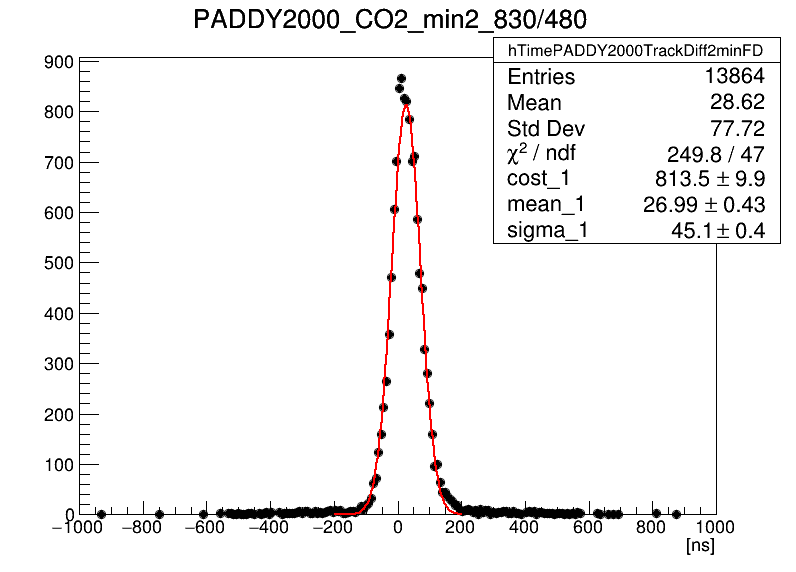 PADDY2000_CO2_min2_830/480
hTimePADDY2000TrackDiff2minFD
Entries 13864
Mean 28.62
Std Dev 77.72
χ² / ndf 249.8 / 47
cost_1 813.5 ± 9.9
mean_1 26.99 ± 0.43
sigma_1 45.1 ± 0.4
900
800
700
600
500
400
300
200
100
0
−1000 −800 −600 −400 −200 0 200 400 600 800 1000
[ns]